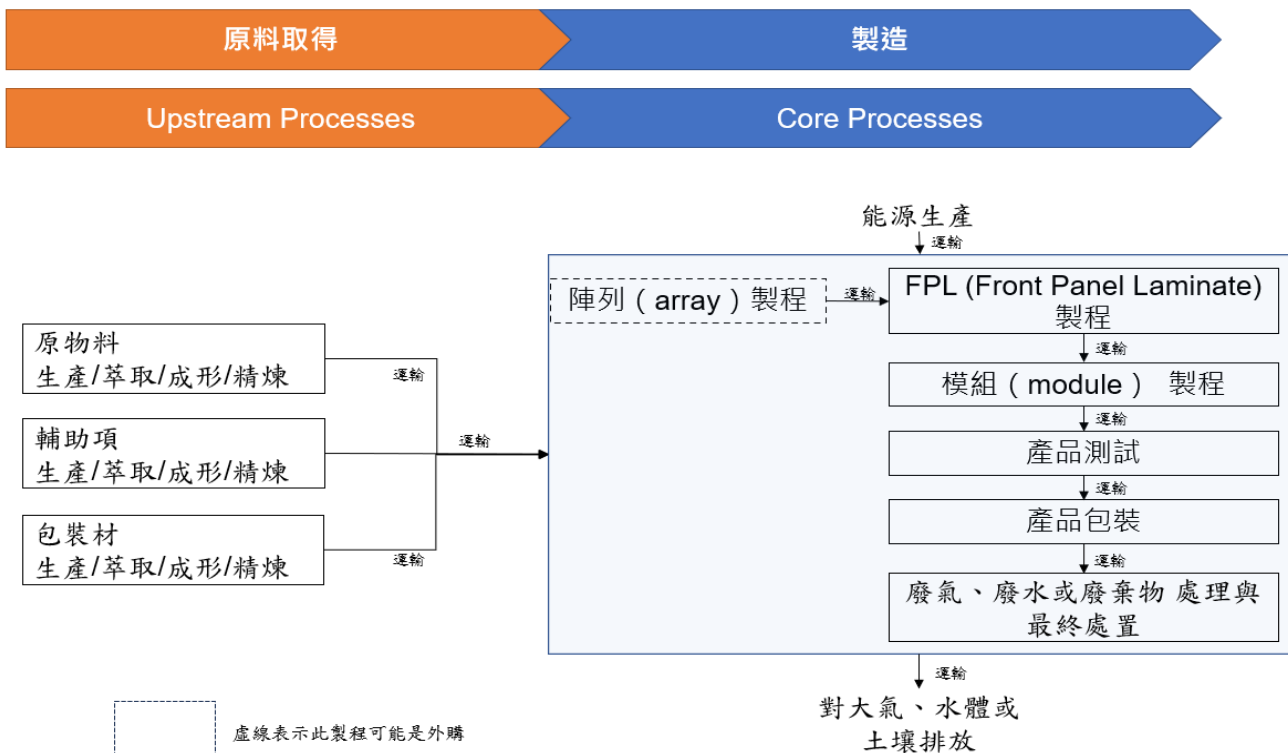 原料取得
製造
Upstream Processes
Core Processes
能源生產
運輸
陣列（array）製程
運輸
FPL (Front Panel Laminate)
製程
運輸
原物料
生產/萃取/成形/精煉
運輸
模組（module） 製程
運輸
輔助項
生產/萃取/成形/精煉
運輸
產品測試
運輸
包裝材
生產/萃取/成形/精煉
運輸
產品包裝
運輸
廢氣、廢水或廢棄物 處理與
最終處置
運輸
對大氣、水體或
土壤排放
虛線表示此製程可能是外購